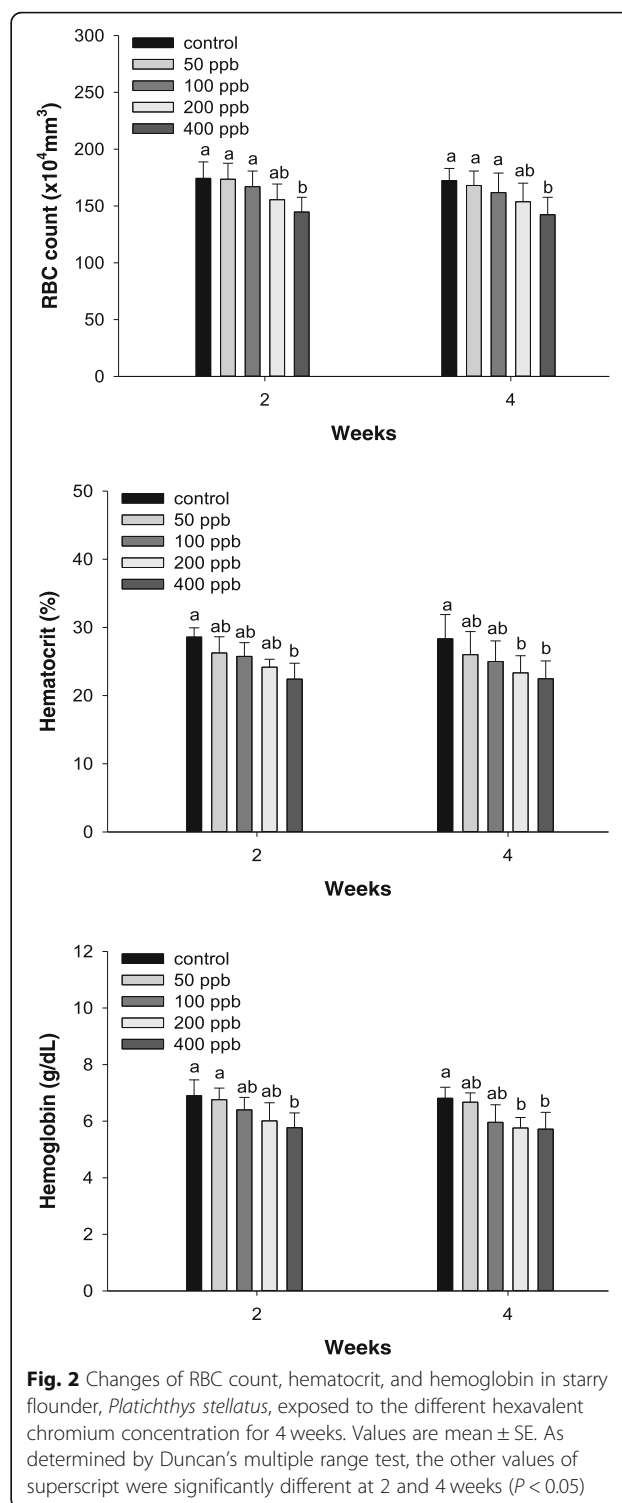 300
250
200
150
100
50
0
RBC count (x10⁴mm³)
control
50 ppb
100 ppb
200 ppb
400 ppb
a a a ab b
a a a ab b
2 4
Weeks
50
40
30
20
10
0
Hematocrit (%)
control
50 ppb
100 ppb
200 ppb
400 ppb
a ab ab ab b
a ab ab b b
2 4
Weeks
12
10
8
6
4
2
0
Hemoglobin (g/dL)
control
50 ppb
100 ppb
200 ppb
400 ppb
a a ab ab b
a ab ab b b
2 4
Weeks
Fig. 2 Changes of RBC count, hematocrit, and hemoglobin in starry
flounder, Platichthys stellatus, exposed to the different hexavalent
chromium concentration for 4 weeks. Values are mean ± SE. As
determined by Duncan’s multiple range test, the other values of
superscript were significantly different at 2 and 4 weeks (P < 0.05)